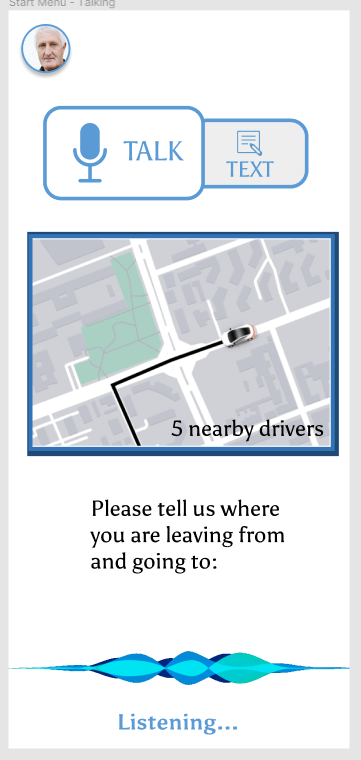 Start Menu - Talking
TALK
TEXT
5 nearby drivers
Please tell us where
you are leaving from
and going to:
Listening...